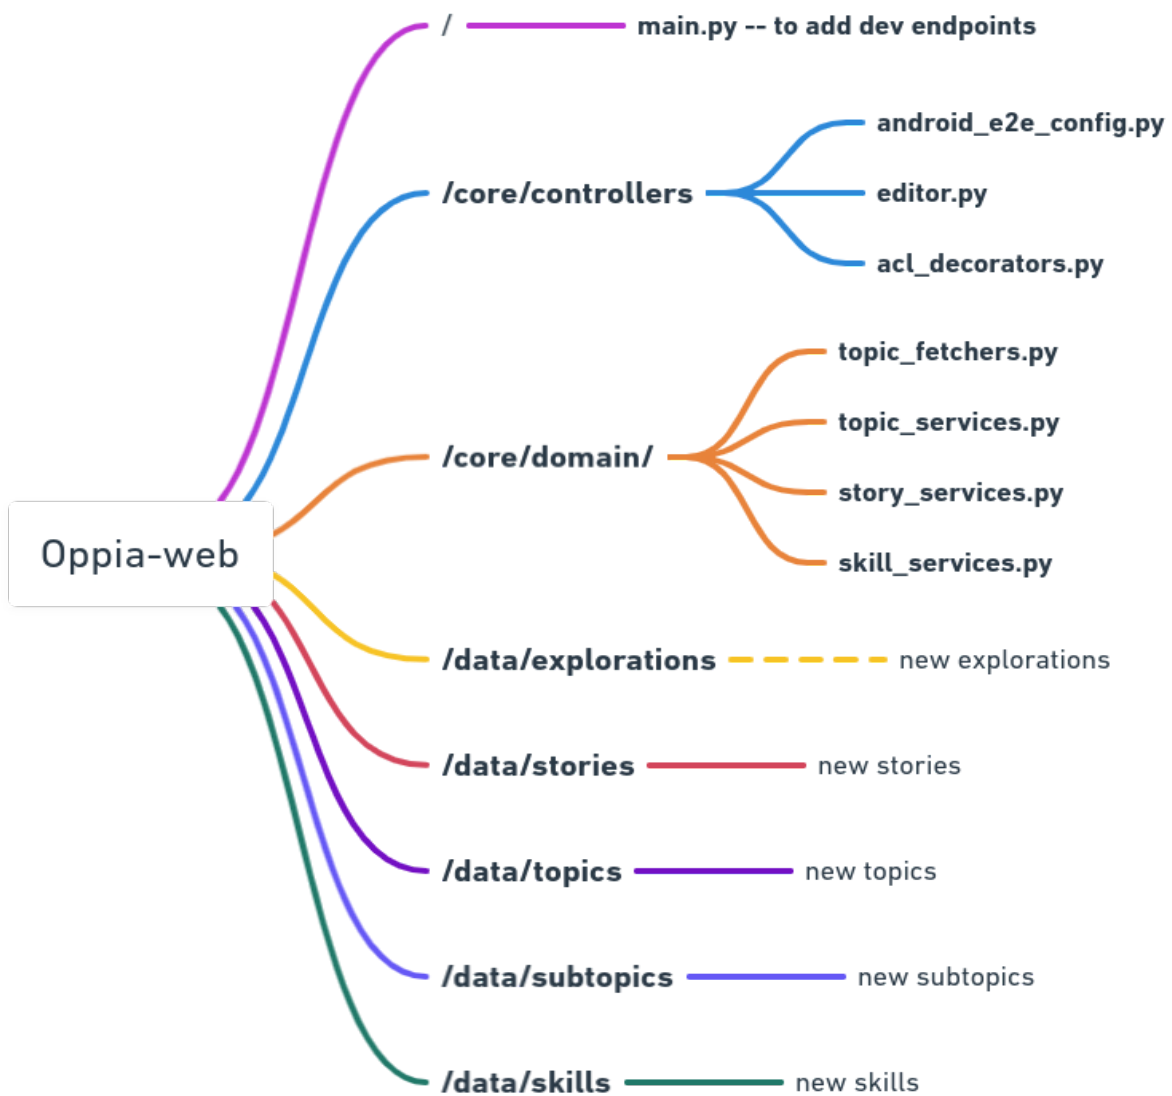 / main.py -- to add dev endpoints
/core/controllers
android_e2e_config.py
editor.py
acl_decorators.py
/core/domain/
topic_fetchers.py
topic_services.py
story_services.py
skill_services.py
Oppia-web
/data/explorations new explorations
/data/stories new stories
/data/topics new topics
/data/subtopics new subtopics
/data/skills new skills